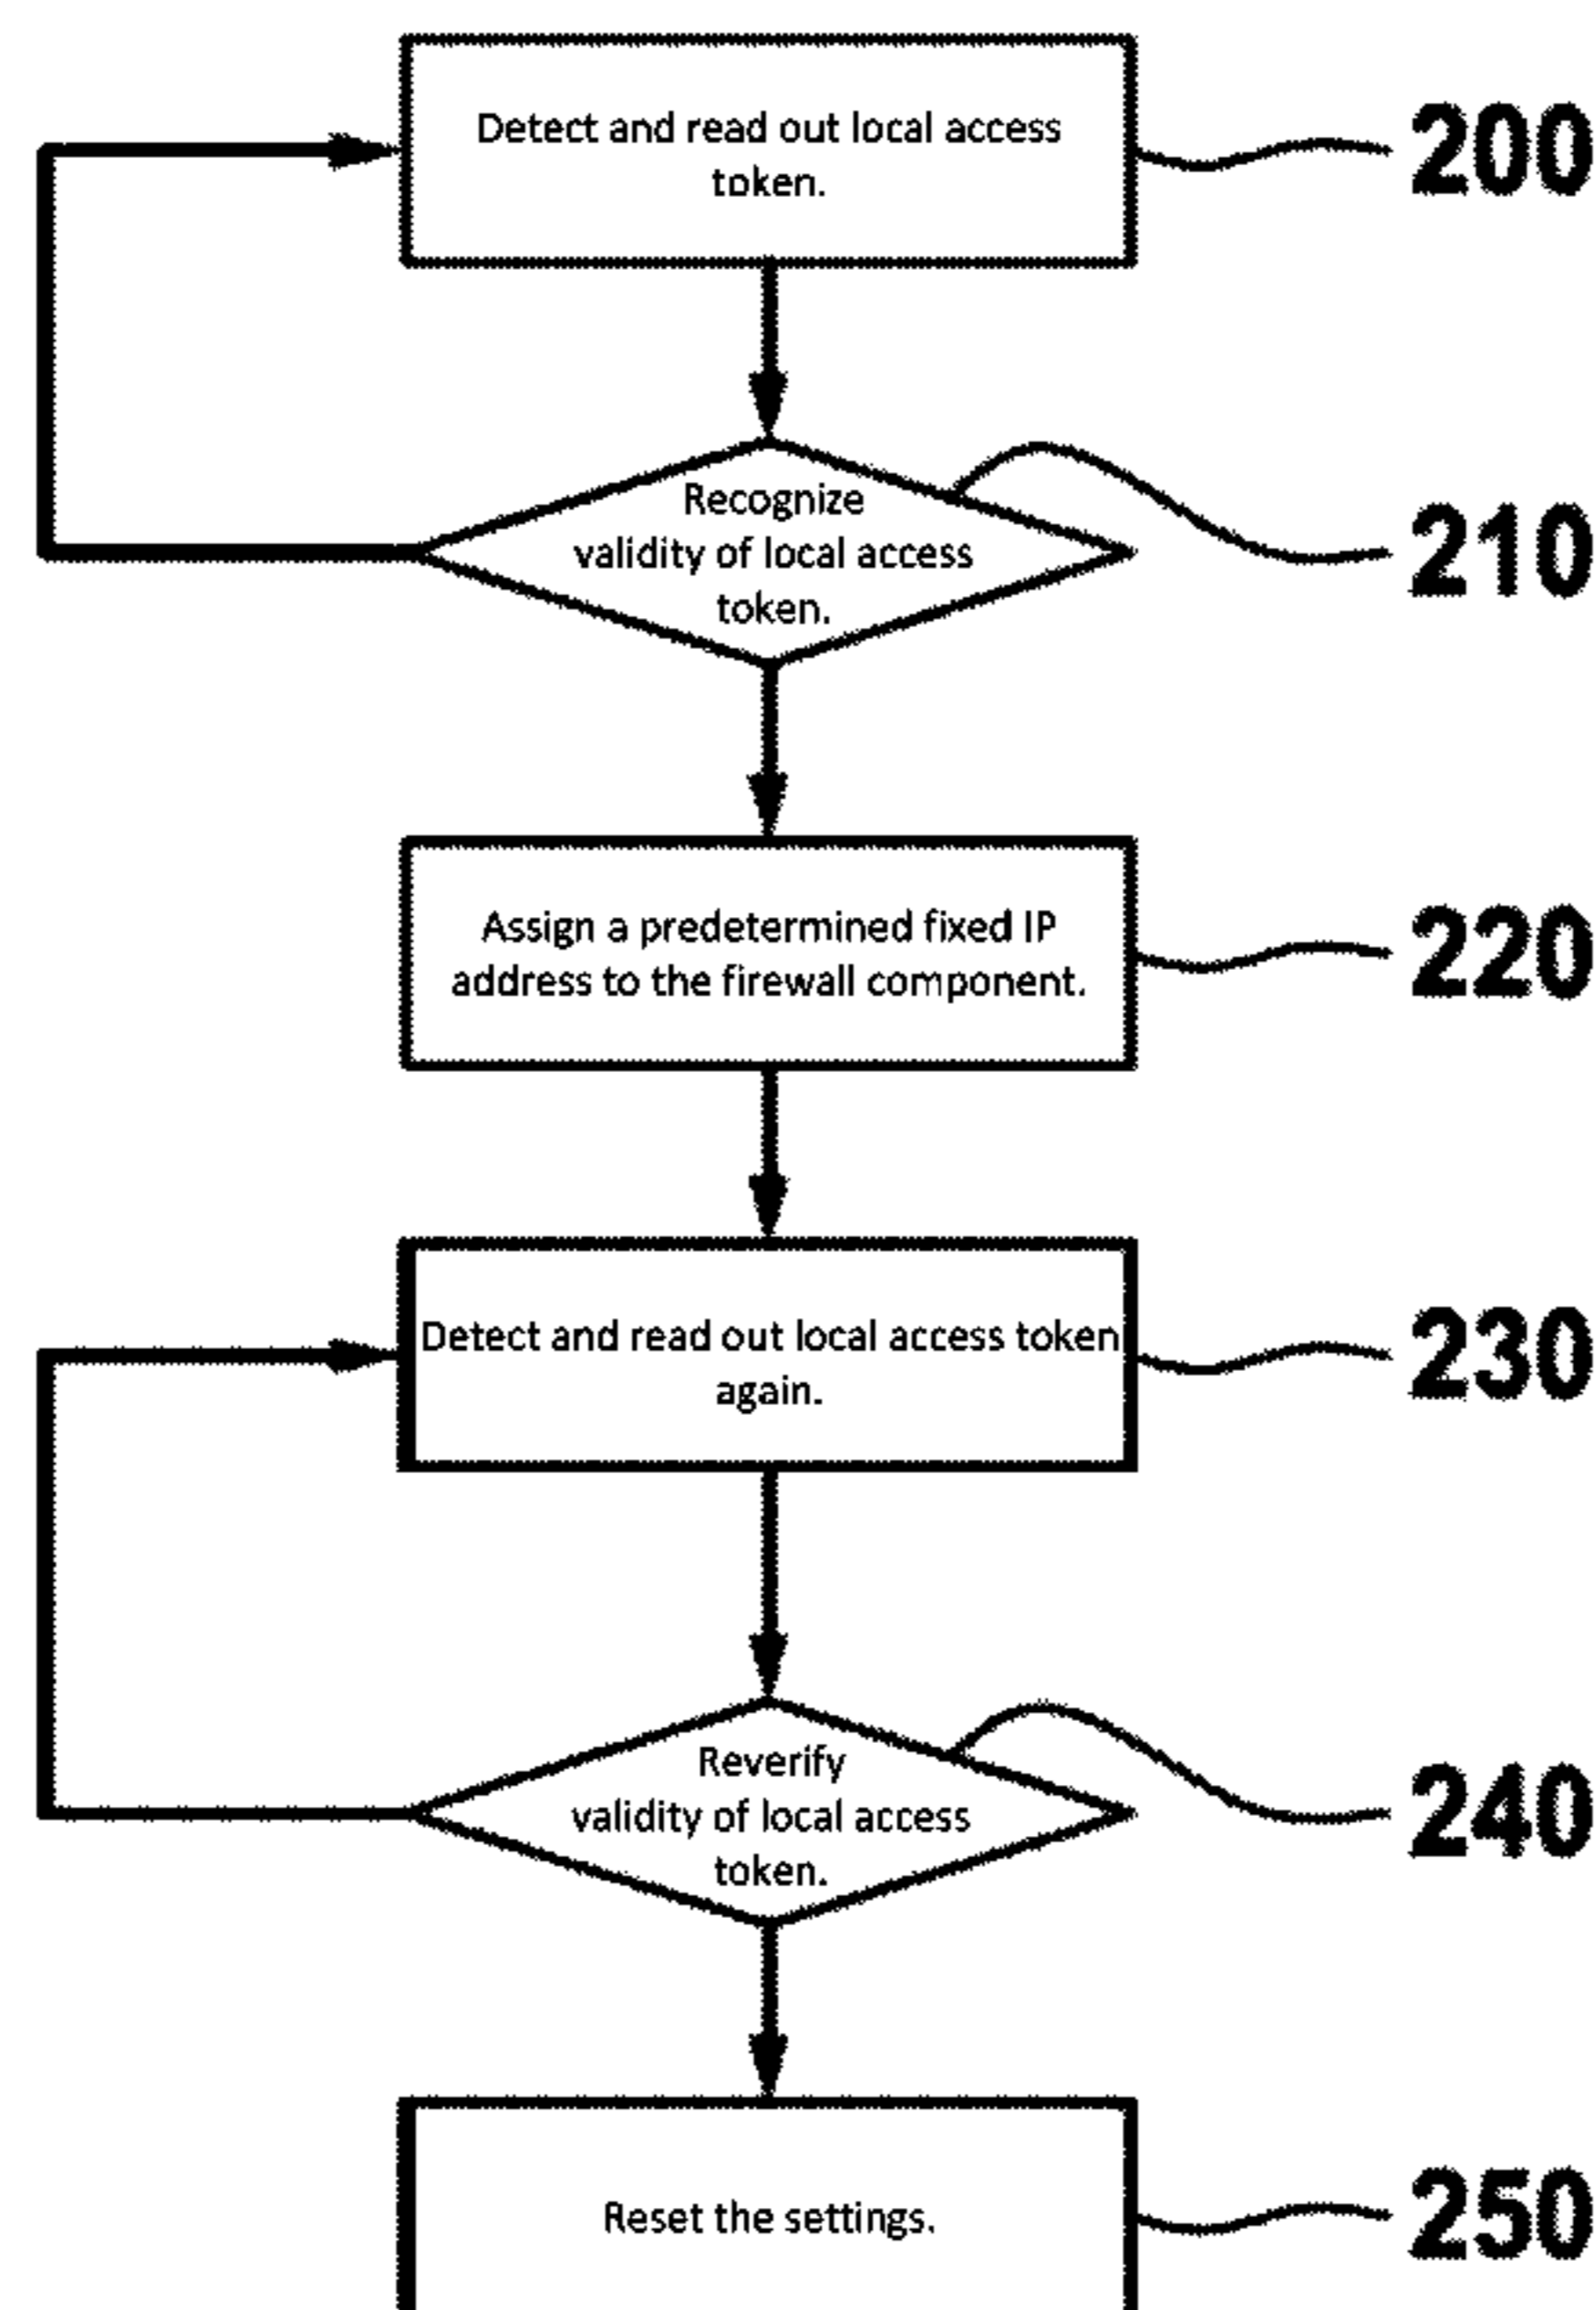 Detect and read out local access
token.
200
Recognize
validity of local access
token.
210
Assign a predetermined fixed IP
address to the firewall component.
220
Detect and read out local access token
again.
230
Reverify
validity of local access
token.
240
Reset the settings.
250